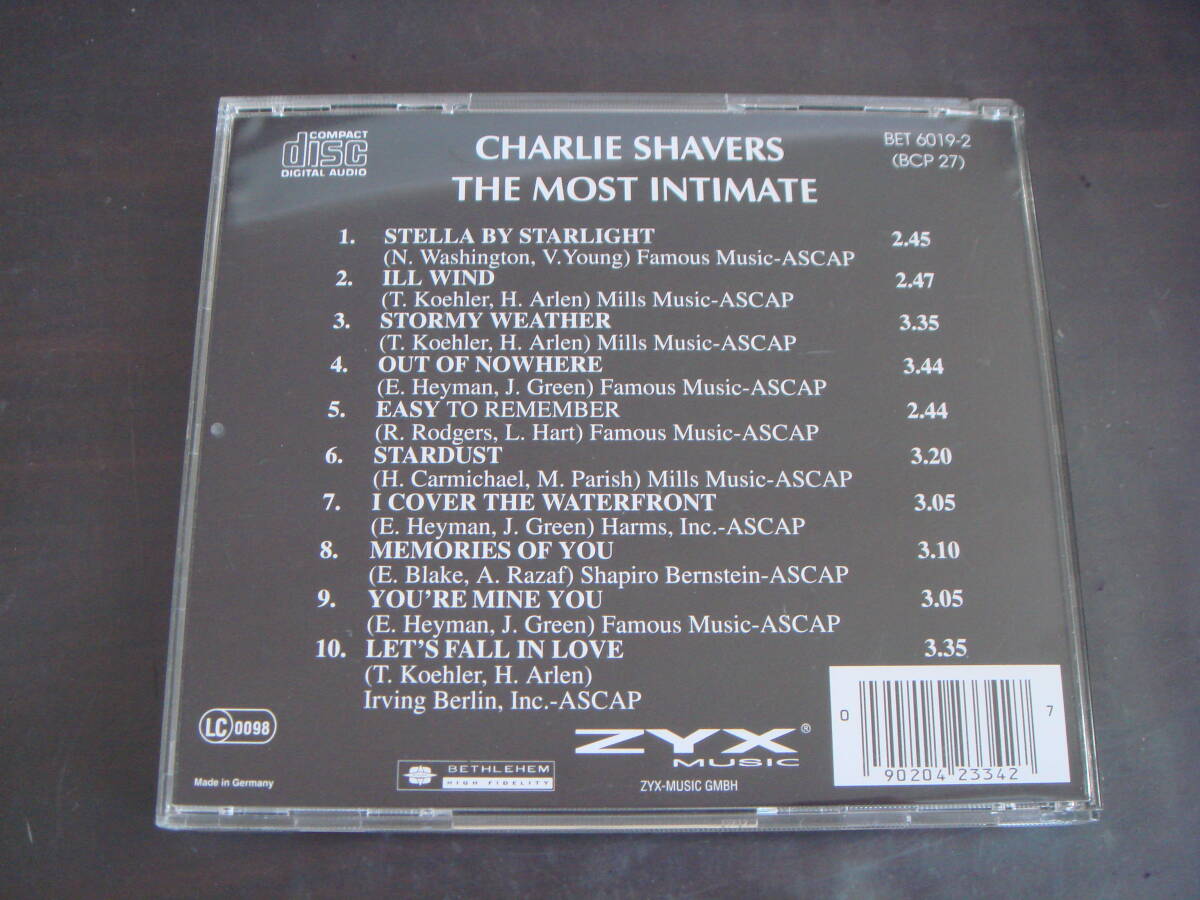 COMPACT
disc
DIGITAL AUDIO
CHARLIE SHAVERS
THE MOST INTIMATE
BET 6019-2
(BCP 27)
1. STELLA BY STARLIGHT 2.45
(N. Washington, V.Young) Famous Music-ASCAP
2. ILL WIND 2.47
(T. Koehler, H. Arlen) Mills Music-ASCAP
3. STORMY WEATHER 3.35
(T. Koehler, H. Arlen) Mills Music-ASCAP
4. OUT OF NOWHERE 3.44
(E. Heyman, J. Green) Famous Music-ASCAP
5. EASY TO REMEMBER 2.44
(R. Rodgers, L. Hart) Famous Music-ASCAP
6. STARDUST 3.20
(H. Carmichael, M. Parish) Mills Music-ASCAP
7. I COVER THE WATERFRONT 3.05
(E. Heyman, J. Green) Harms, Inc.-ASCAP
8. MEMORIES OF YOU 3.10
(E. Blake, A. Razaf) Shapiro Bernstein-ASCAP
9. YOU'RE MINE YOU 3.05
(E. Heyman, J. Green) Famous Music-ASCAP
10. LET'S FALL IN LOVE 3.35
(T. Koehler, H. Arlen)
Irving Berlin, Inc.-ASCAP
LC 0098
Made in Germany
BETHLEHEM
HIGH FIDELITY
ZYX®
MUSIC
ZYX-MUSIC GMBH
0 90204 23342 7